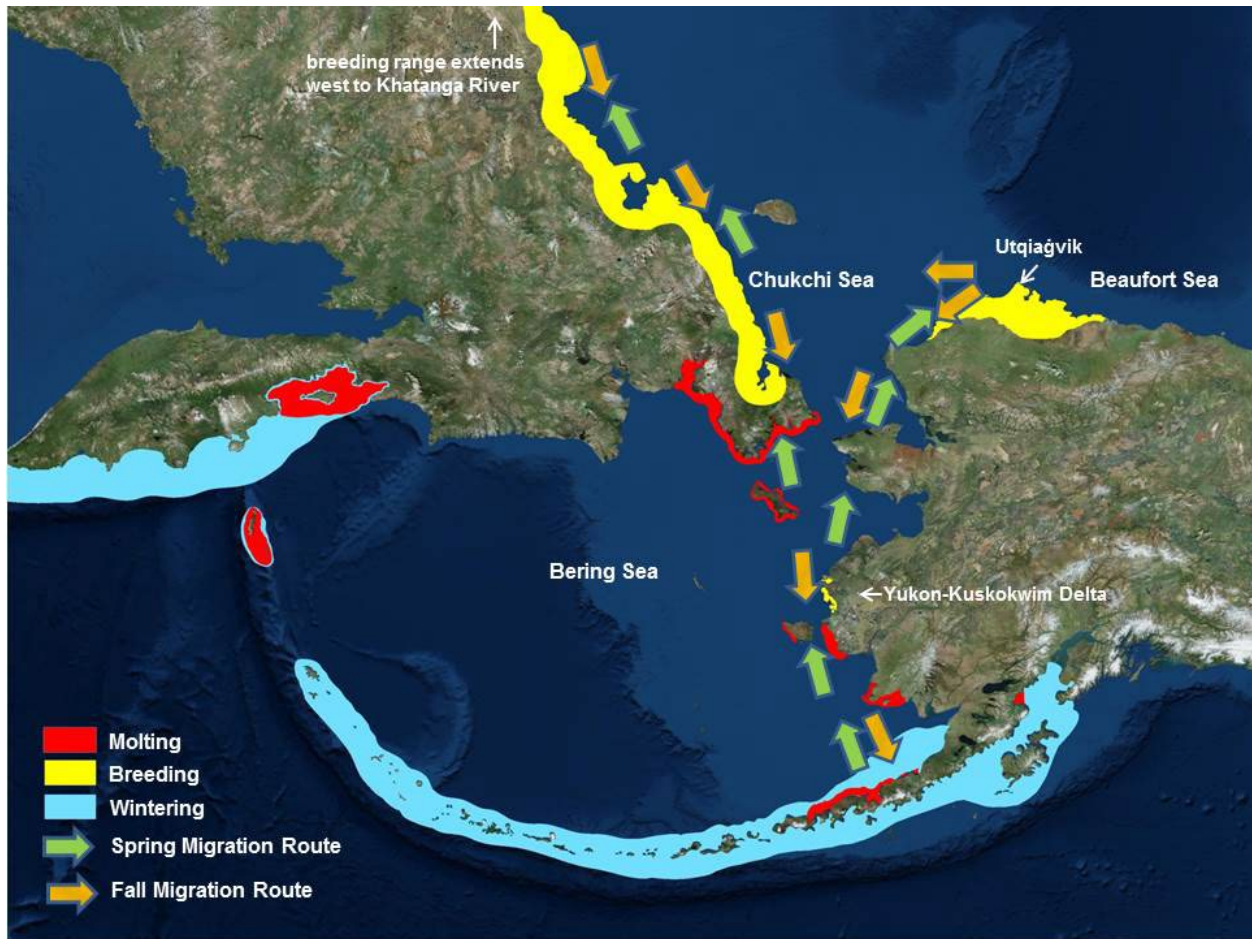 breeding range extends
west to Khatanga River
Utqiaġvik
Chukchi Sea
Beaufort Sea
Bering Sea
Yukon-Kuskokwim Delta
Molting
Breeding
Wintering
Spring Migration Route
Fall Migration Route